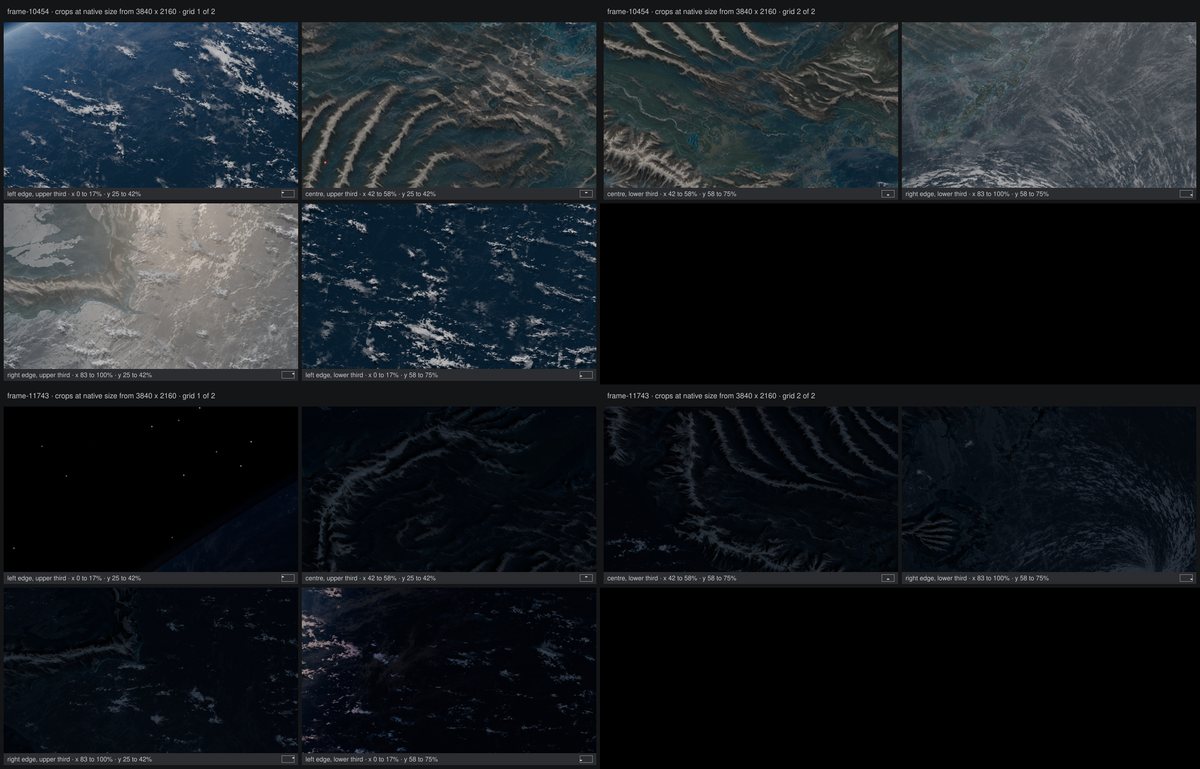 frame-10454 · crops at native size from 3840 x 2160 · grid 1 of 2
left edge, upper third · x 0 to 17% · y 25 to 42%
centre, upper third · x 42 to 58% · y 25 to 42%
right edge, upper third · x 83 to 100% · y 25 to 42%
left edge, lower third · x 0 to 17% · y 58 to 75%
frame-10454 · crops at native size from 3840 x 2160 · grid 2 of 2
centre, lower third · x 42 to 58% · y 58 to 75%
right edge, lower third · x 83 to 100% · y 58 to 75%
frame-11743 · crops at native size from 3840 x 2160 · grid 1 of 2
left edge, upper third · x 0 to 17% · y 25 to 42%
centre, upper third · x 42 to 58% · y 25 to 42%
right edge, upper third · x 83 to 100% · y 25 to 42%
left edge, lower third · x 0 to 17% · y 58 to 75%
frame-11743 · crops at native size from 3840 x 2160 · grid 2 of 2
centre, lower third · x 42 to 58% · y 58 to 75%
right edge, lower third · x 83 to 100% · y 58 to 75%